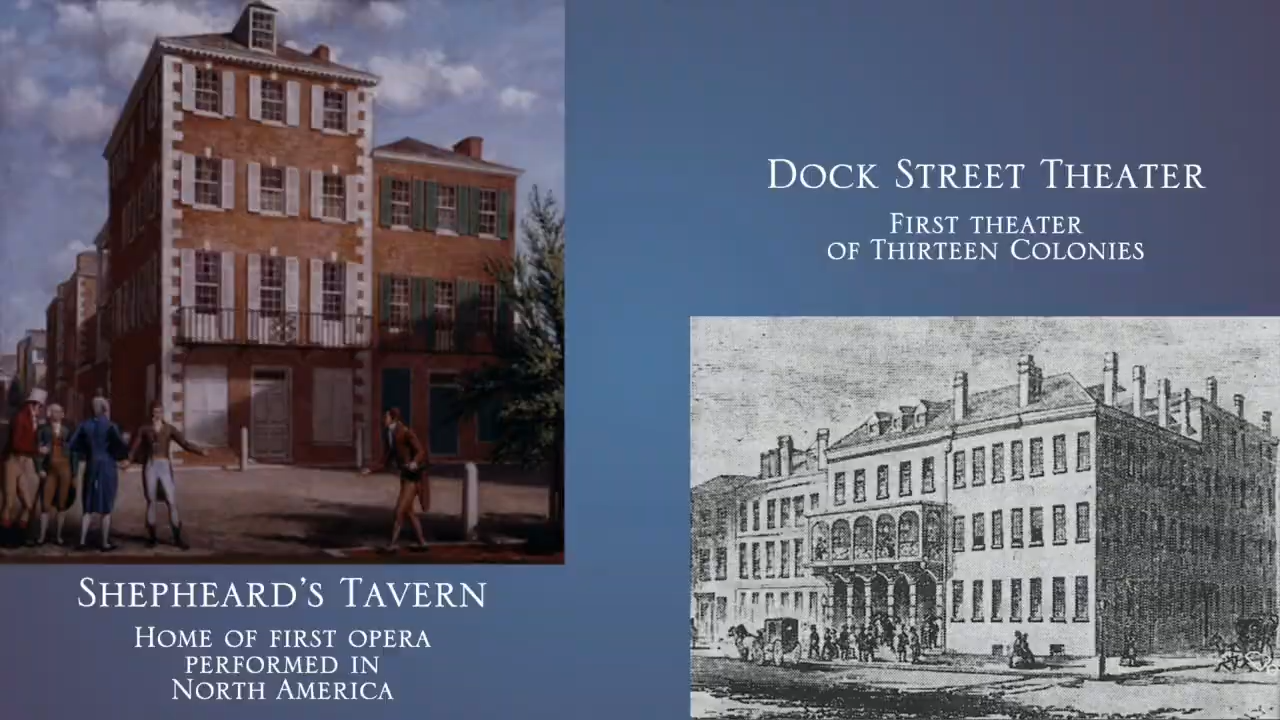 Dock Street Theater
First theater
of Thirteen Colonies
Shepheard's Tavern
Home of first opera
performed in
North America